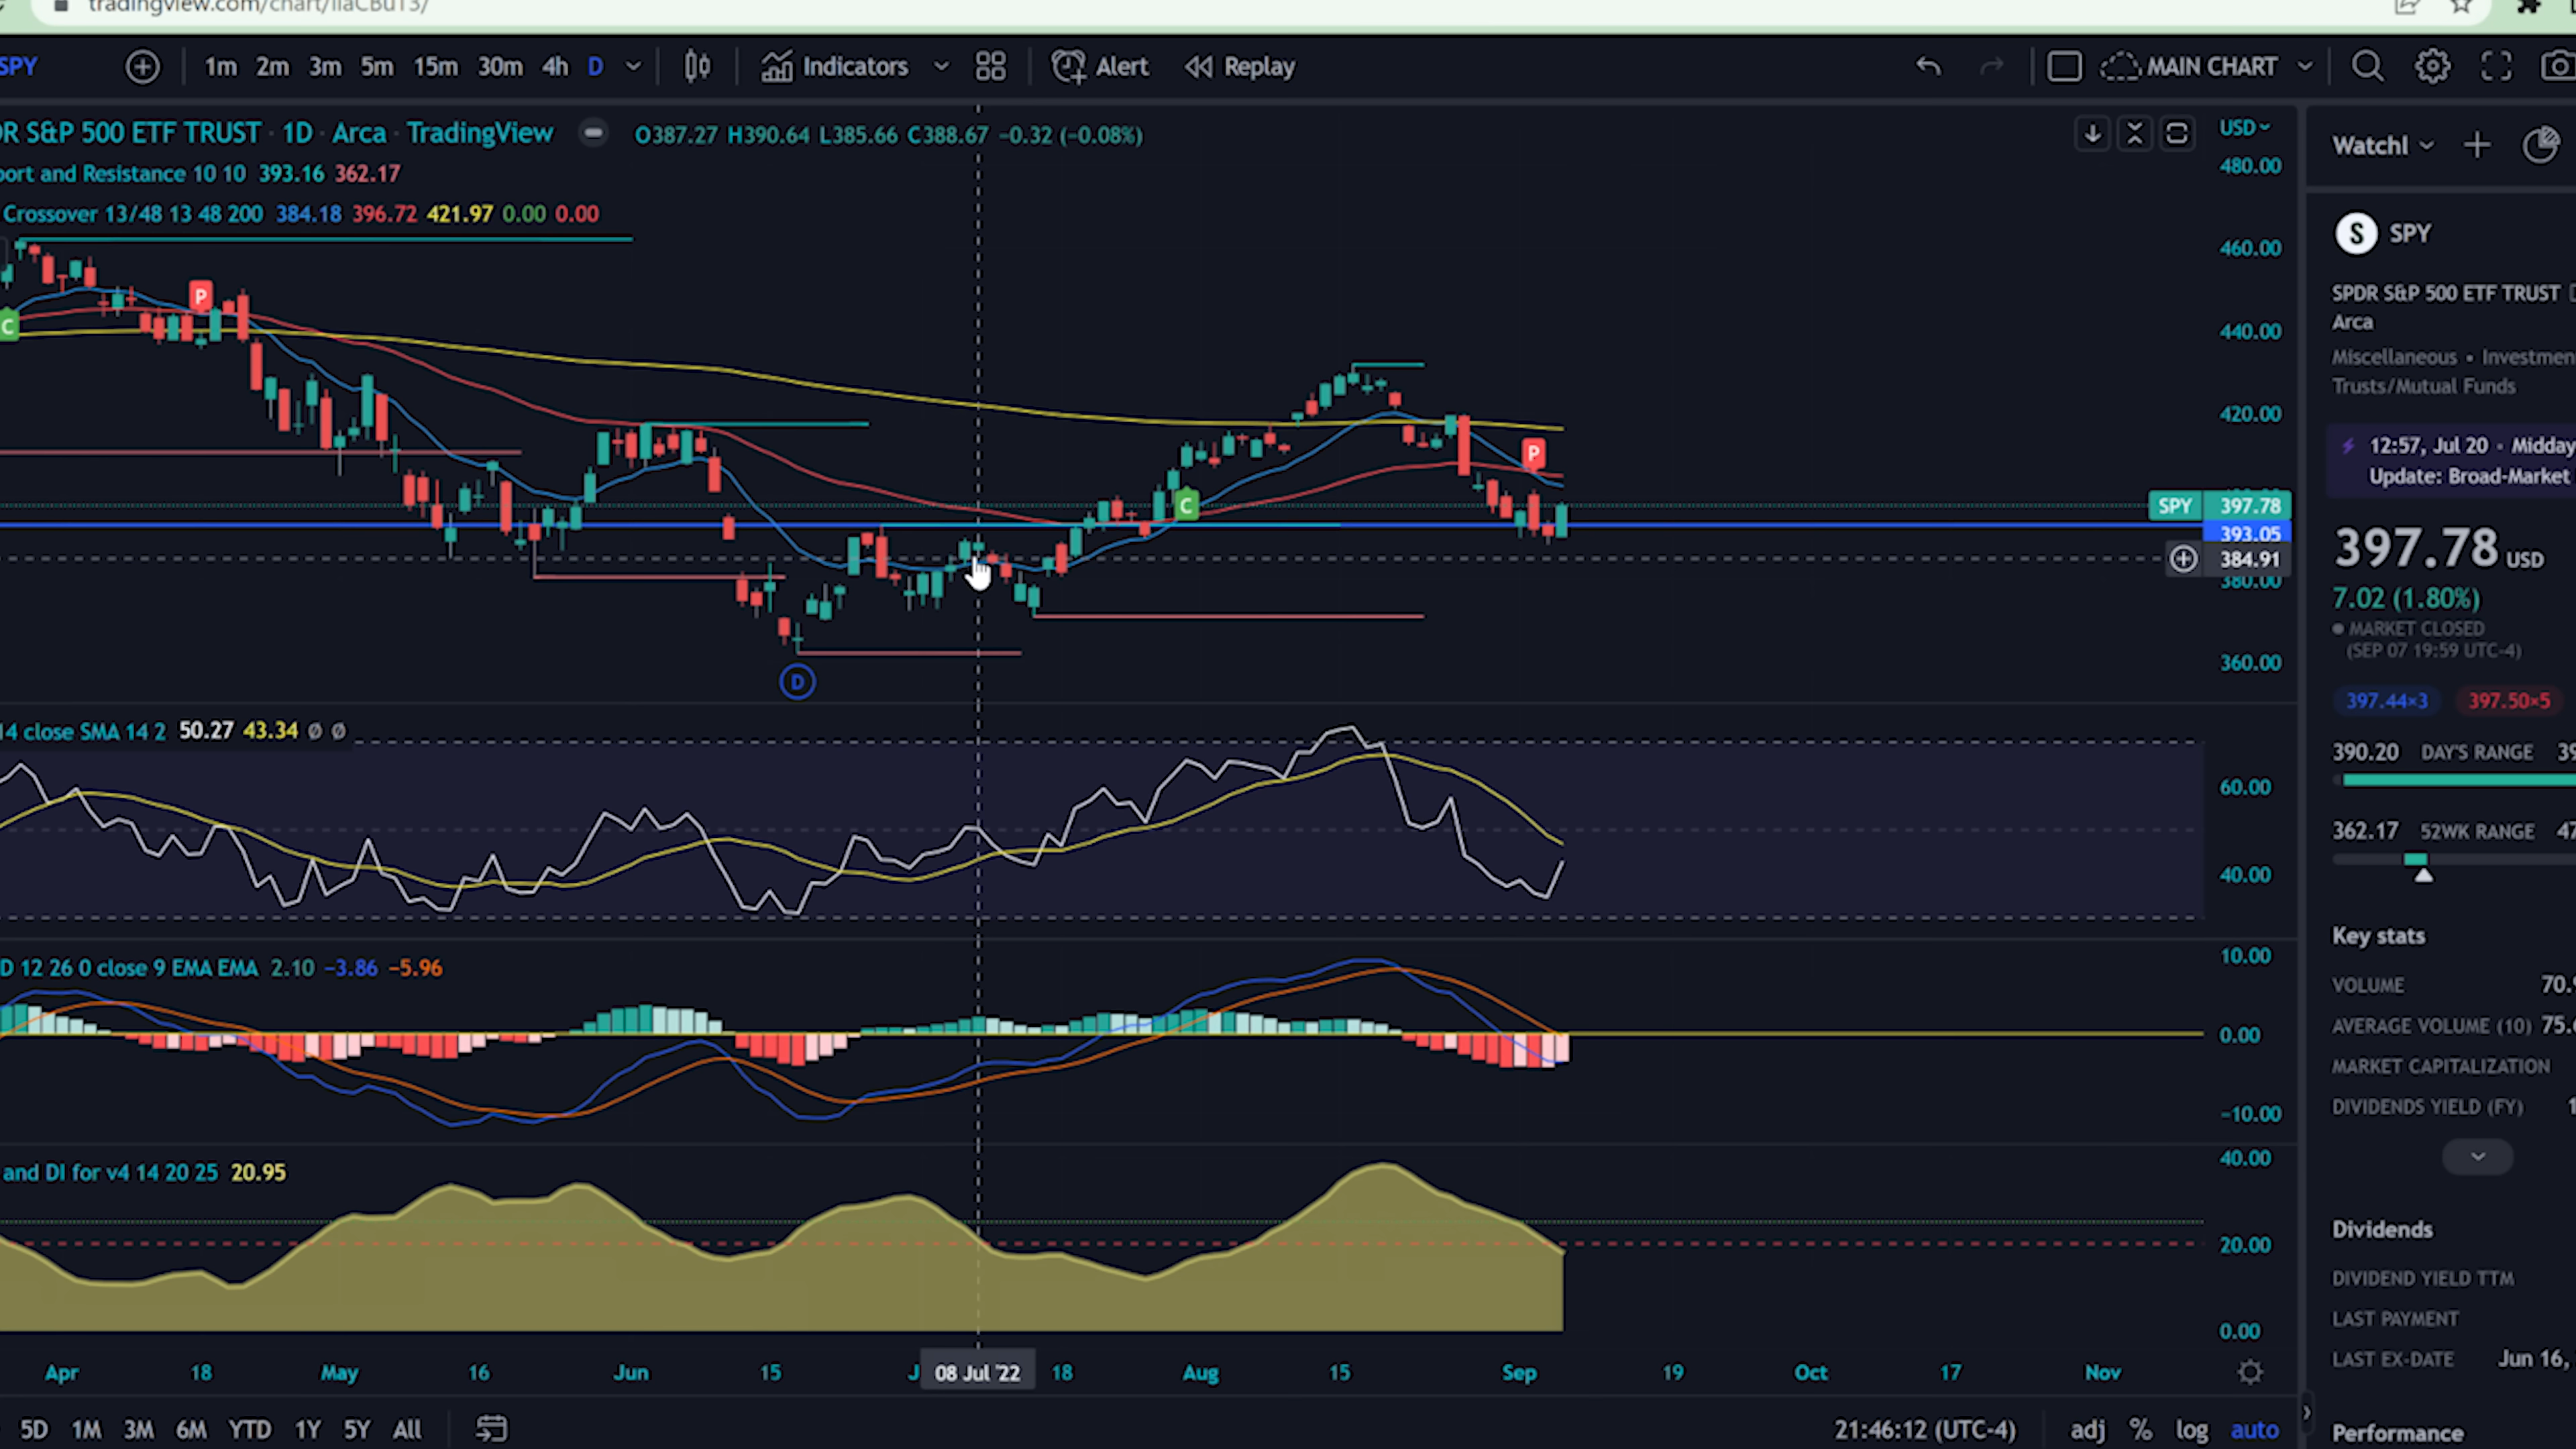 tradingview.com/chart/
SPY 1m 2m 3m 5m 15m 30m 4h D Indicators Alert Replay MAIN CHART
DR S&P 500 ETF TRUST · 1D · Arca · TradingView O387.27 H390.64 L385.66 C388.67 −0.32 (−0.08%)
port and Resistance 10 10 393.16 362.17
Crossover 13/48 13 48 200 384.18 396.72 421.97 0.00 0.00
USD
480.00
460.00
440.00
420.00
SPY 397.78
393.05
384.91
380.00
360.00
C
P
C
P
D
14 close SMA 14 2 50.27 43.34 ø ø
60.00
40.00
D 12 26 0 close 9 EMA EMA 2.10 −3.86 −5.96
10.00
0.00
−10.00
and DI for v4 14 20 25 20.95
40.00
20.00
0.00
Apr 18 May 16 Jun 15 J 08 Jul '22 18 Aug 15 Sep 19 Oct 17 Nov
5D 1M 3M 6M YTD 1Y 5Y All
21:46:12 (UTC-4) adj % log auto
Watchl
S SPY
SPDR S&P 500 ETF TRUST
Arca
Miscellaneous • Investmen
Trusts/Mutual Funds
12:57, Jul 20 · Midday
Update: Broad-Market
397.78 USD
7.02 (1.80%)
MARKET CLOSED
(SEP 07 19:59 UTC-4)
397.44×3 397.50×5
390.20 DAY'S RANGE 39
362.17 52WK RANGE 47
Key stats
VOLUME 70.
AVERAGE VOLUME (10) 75.
MARKET CAPITALIZATION
DIVIDENDS YIELD (FY) 1
Dividends
DIVIDEND YIELD TTM
LAST PAYMENT
LAST EX-DATE Jun 16,
Performance